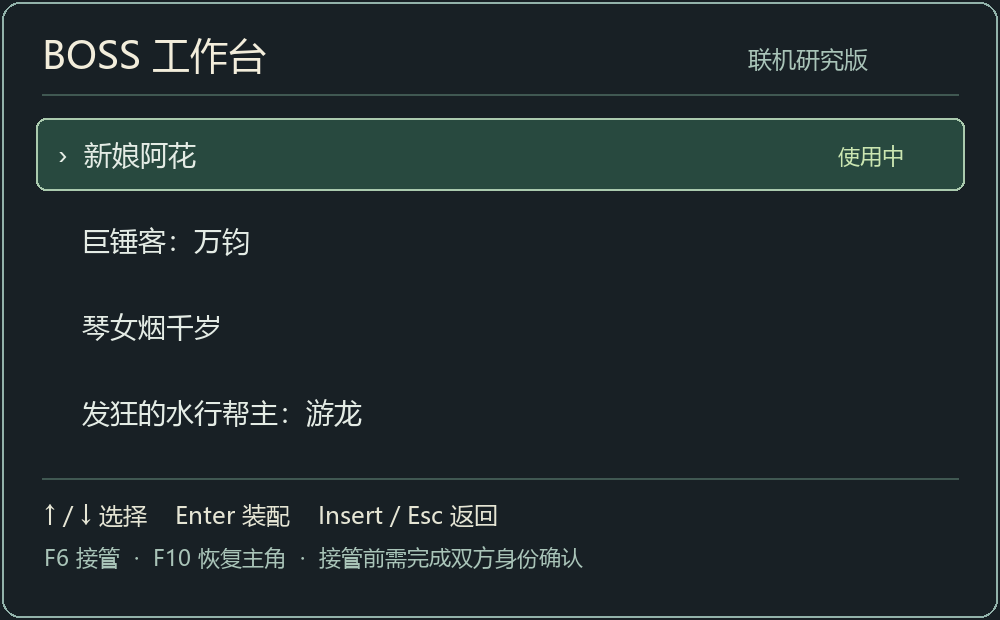 BOSS 工作台
联机研究版
› 新娘阿花
使用中
巨锤客：万钧
琴女烟千岁
发狂的水行帮主：游龙
↑/↓选择 Enter 装配 Insert / Esc 返回
F6 接管 · F10 恢复主角 · 接管前需完成双方身份确认